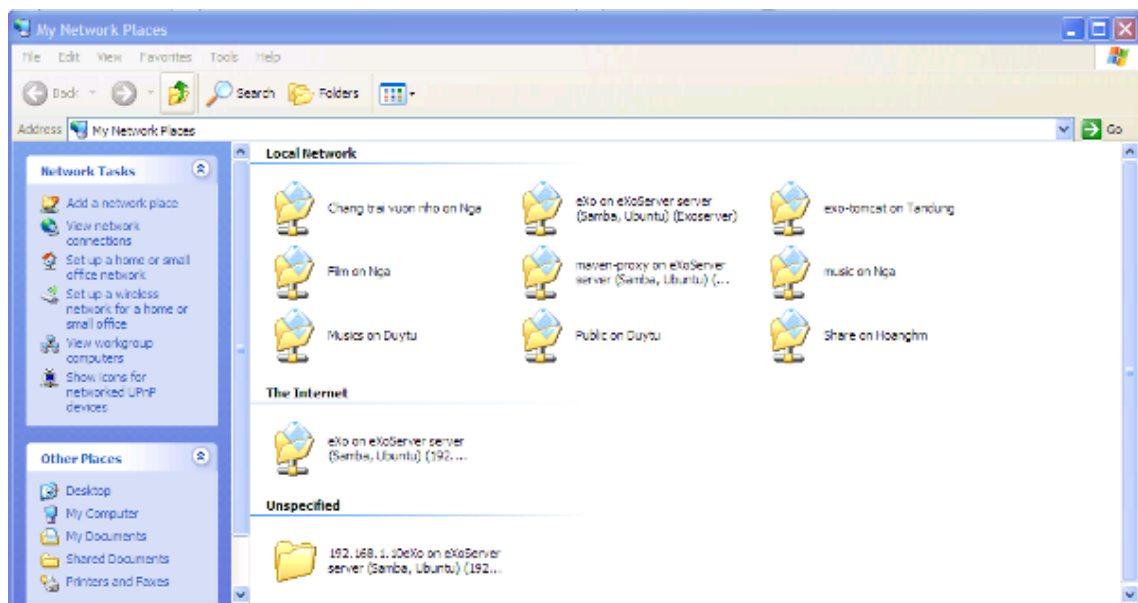 My Network Places
File Edit View Favorites Tools Help
Back Search Folders
Address My Network Places Go
Network Tasks
Add a network place
View network
connections
Set up a home or small
office network
Set up a wireless
network for a home or
small office
View workgroup
computers
Show icons for
networked UPnP
devices
Other Places
Desktop
My Computer
My Documents
Shared Documents
Printers and Faxes
Local Network
Chang trai vuon nho on Nga
eXo on eXoServer server
(Samba, Ubuntu) (Exoserver)
exo-tomcat on Tandung
Film on Nga
maven-proxy on eXoServer
server (Samba, Ubuntu) (...
music on Nga
Musics on Duytu
Public on Duytu
Share on Hoanghm
The Internet
eXo on eXoServer server
(Samba, Ubuntu) (192....
Unspecified
192.168.1.10eXo on eXoServer
server (Samba, Ubuntu) (192...